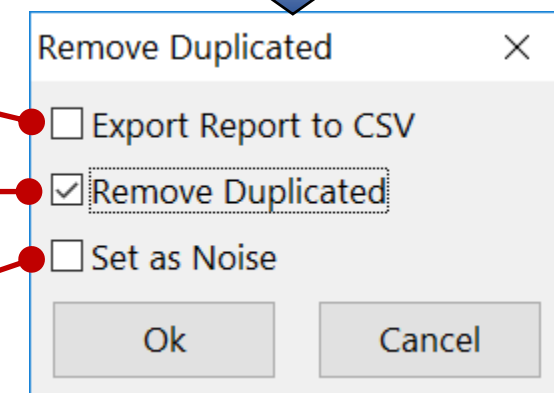 Remove Duplicated
Export Report to CSV
Remove Duplicated
Set as Noise
Ok Cancel